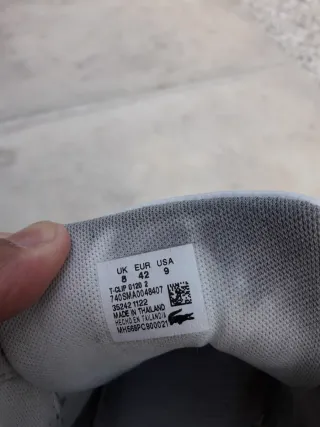 UK EUR USA
8 42 9
T-CLIP 0120 2
740SMA0048407
35242 1122
MADE IN THAILAND
HECHO EN TAILANDIA
MH568PC900021